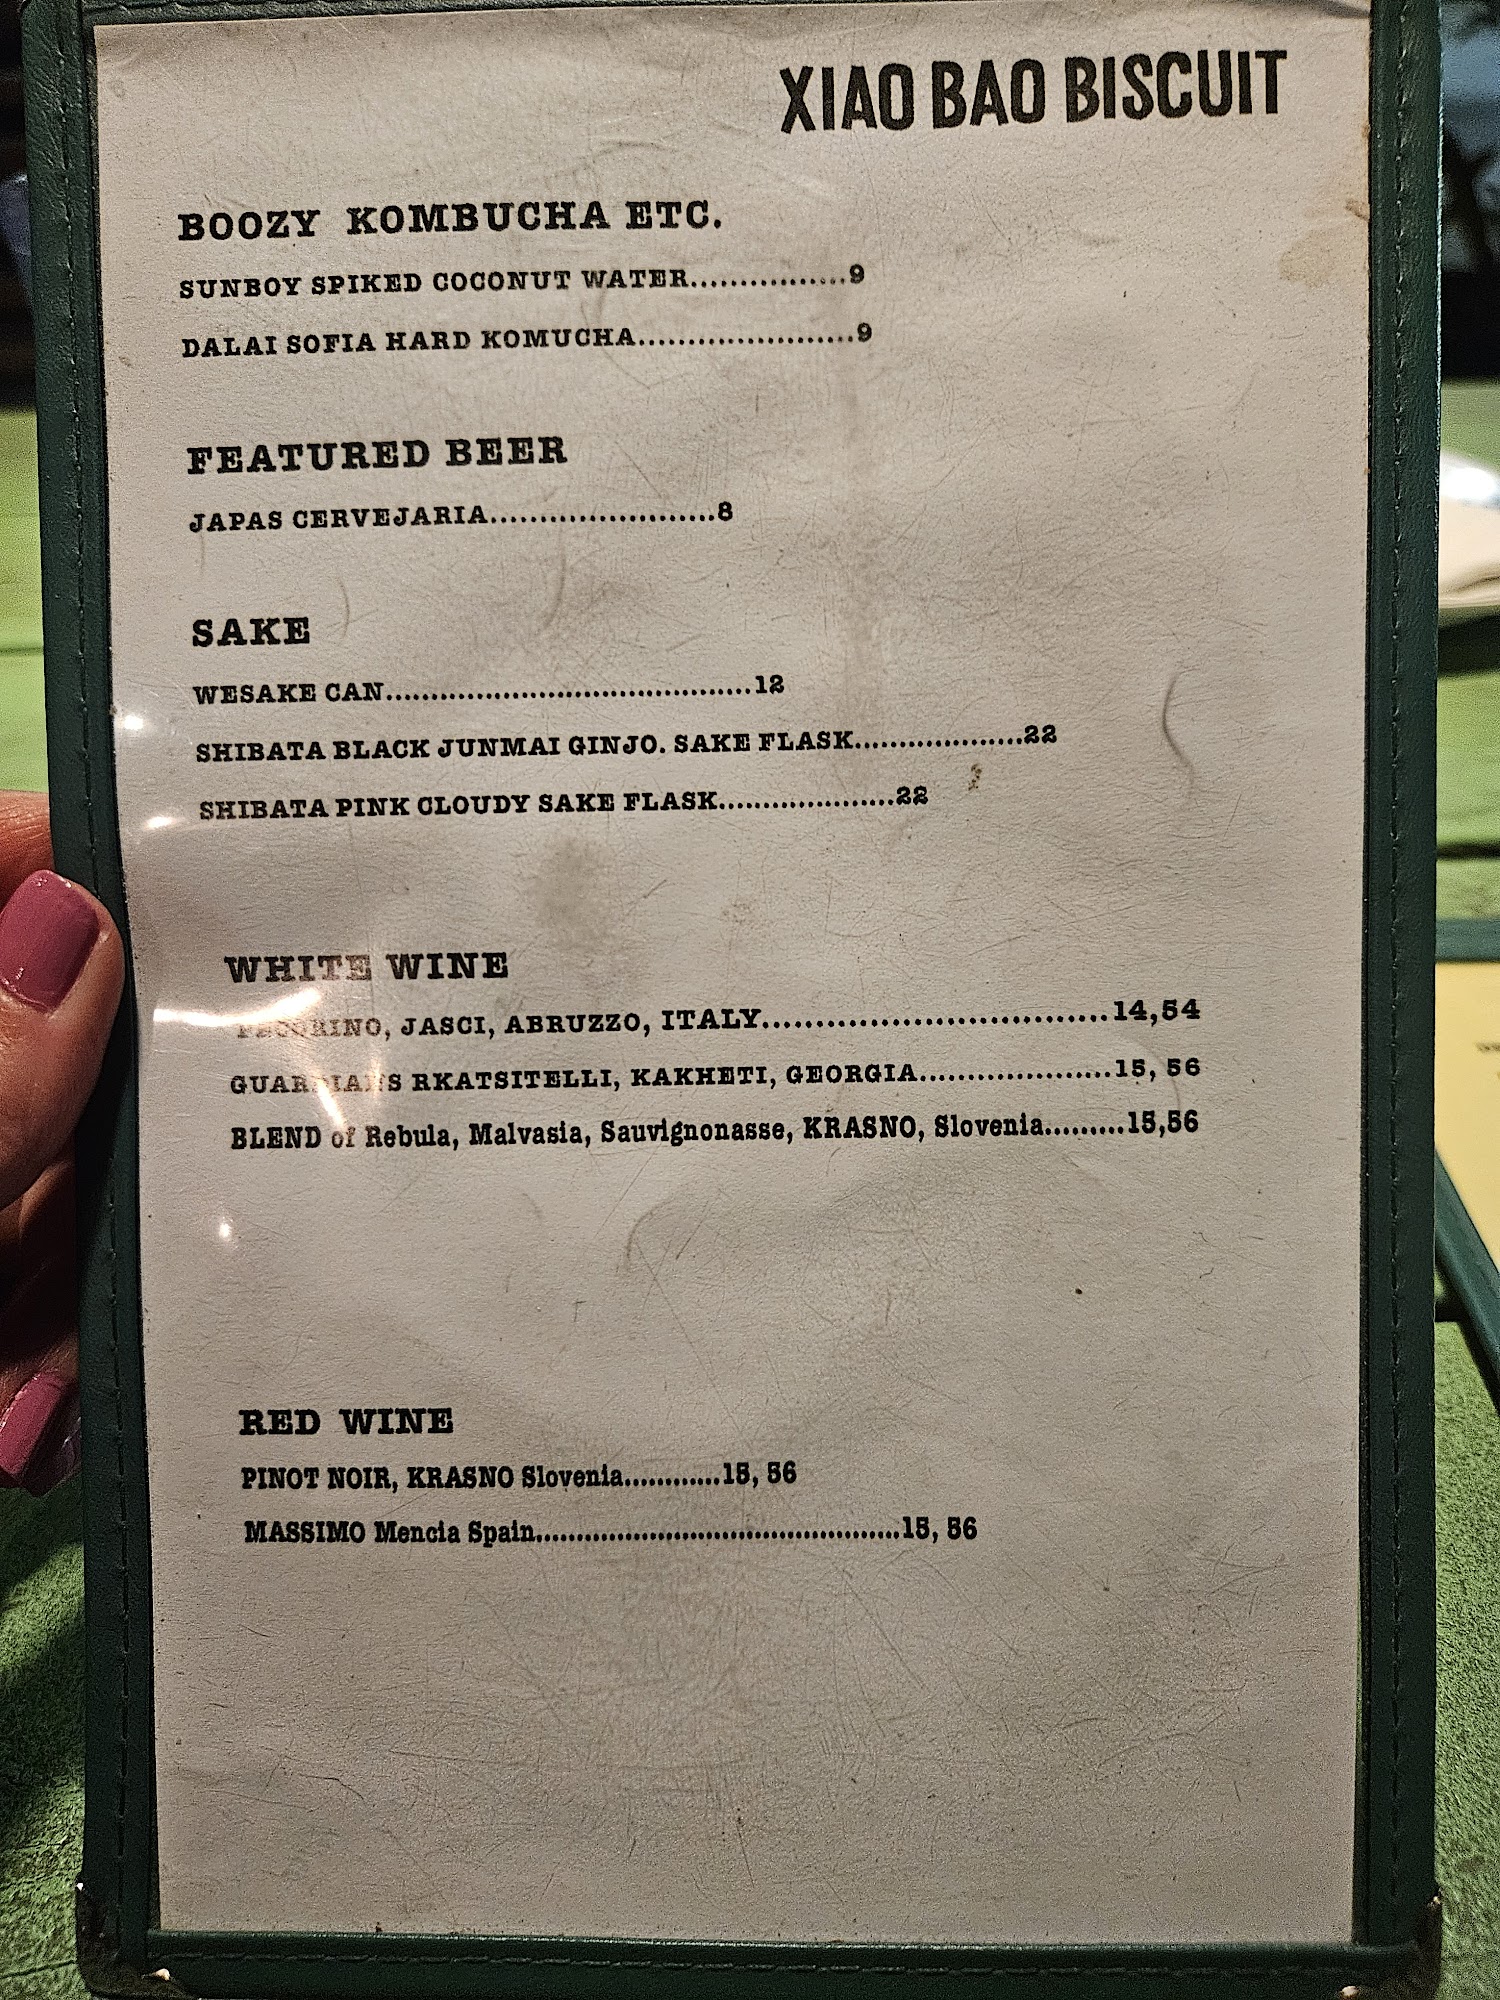 XIAO BAO BISCUIT
BOOZY KOMBUCHA ETC.
SUNBOY SPIKED COCONUT WATER................9
DALAI SOFIA HARD KOMUCHA......................9
FEATURED BEER
JAPAS CERVEJARIA.......................8
SAKE
WESAKE CAN.........................................12
SHIBATA BLACK JUNMAI GINJO. SAKE FLASK...................22
SHIBATA PINK CLOUDY SAKE FLASK....................22
WHITE WINE
PECORINO, JASCI, ABRUZZO, ITALY.................................14,54
GUARDIANS RKATSITELLI, KAKHETI, GEORGIA....................15, 56
BLEND of Rebula, Malvasia, Sauvignonasse, KRASNO, Slovenia.........15,56
RED WINE
PINOT NOIR, KRASNO Slovenia............15, 56
MASSIMO Mencia Spain.............................................15, 56